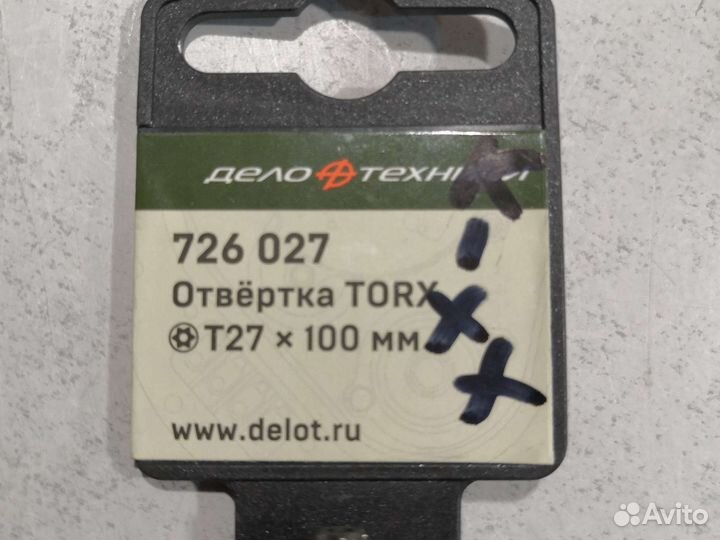 ДЕЛО ТЕХНИКИ
726 027
Отвёртка TORX
T27 × 100 мм
www.delot.ru
Avito